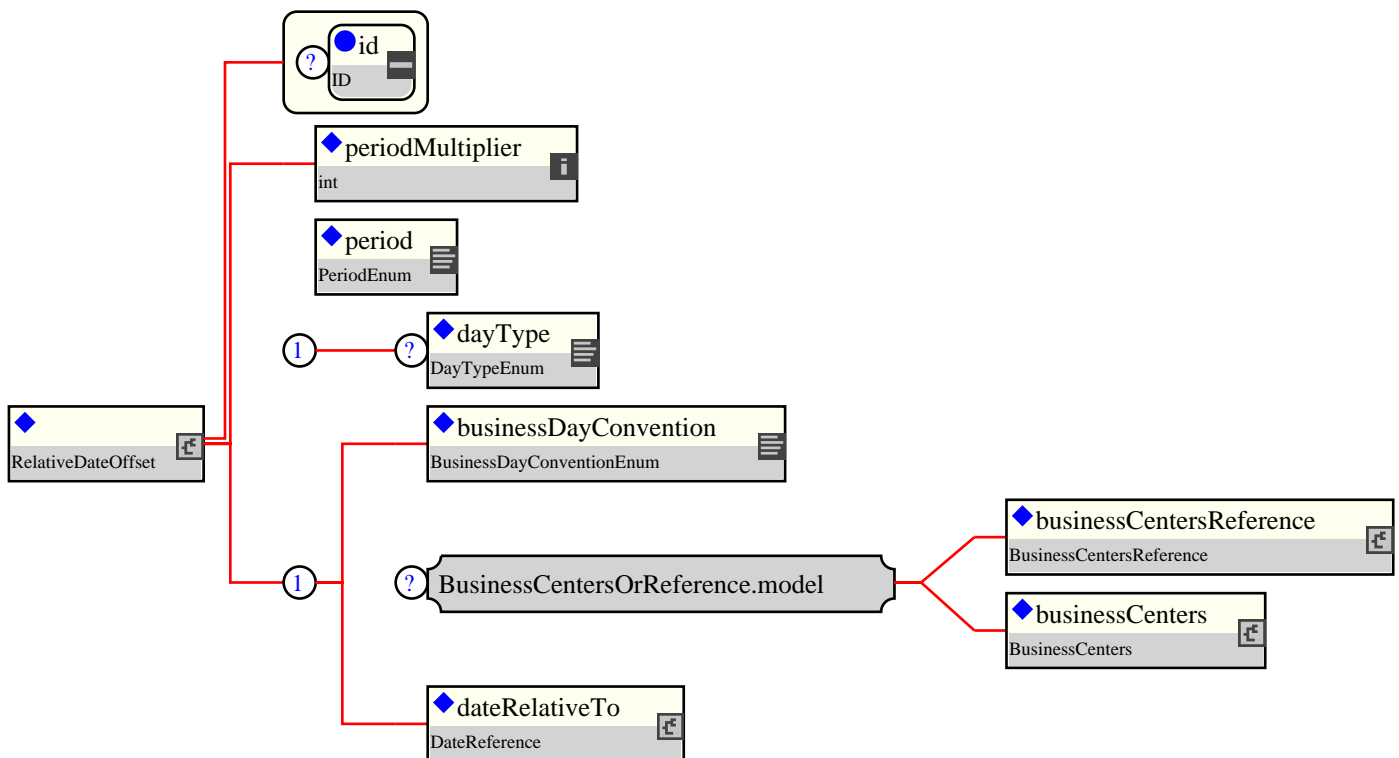 id
?
ID
periodMultiplier
int
period
PeriodEnum
dayType
1
?
DayTypeEnum
RelativeDateOffset
businessDayConvention
BusinessDayConventionEnum
businessCentersReference
BusinessCentersReference
1
?
BusinessCentersOrReference.model
businessCenters
BusinessCenters
dateRelativeTo
DateReference